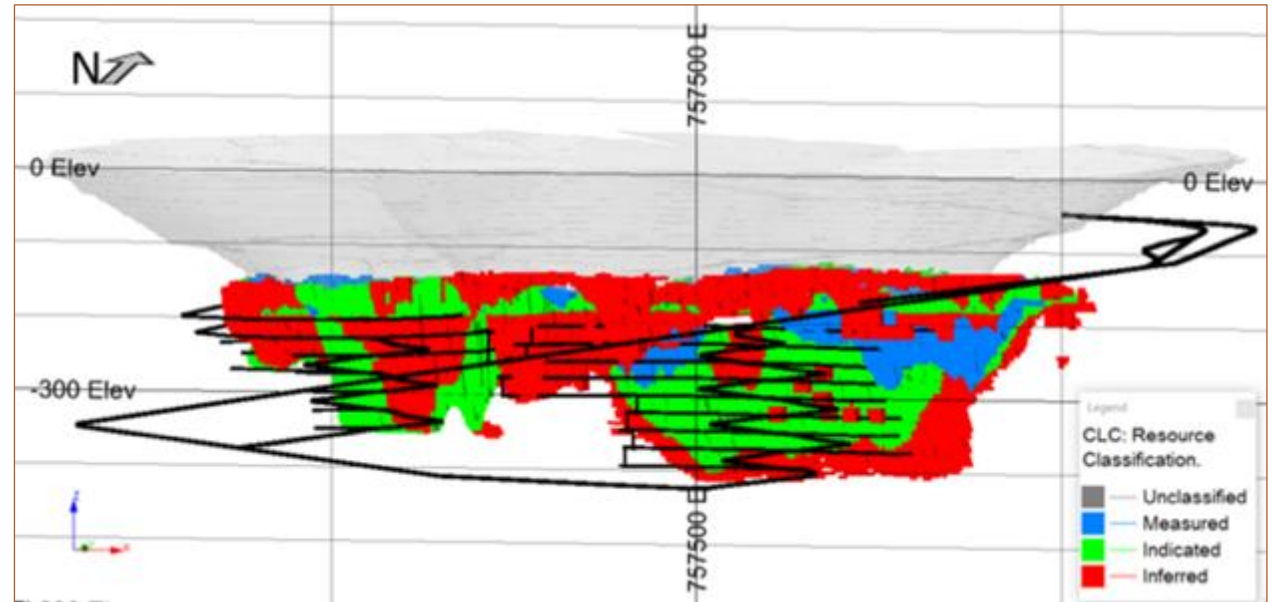 N
757500 E
0 Elev
0 Elev
-300 Elev
757500 E
Legend
CLC: Resource
Classification.
Unclassified
Measured
Indicated
Inferred